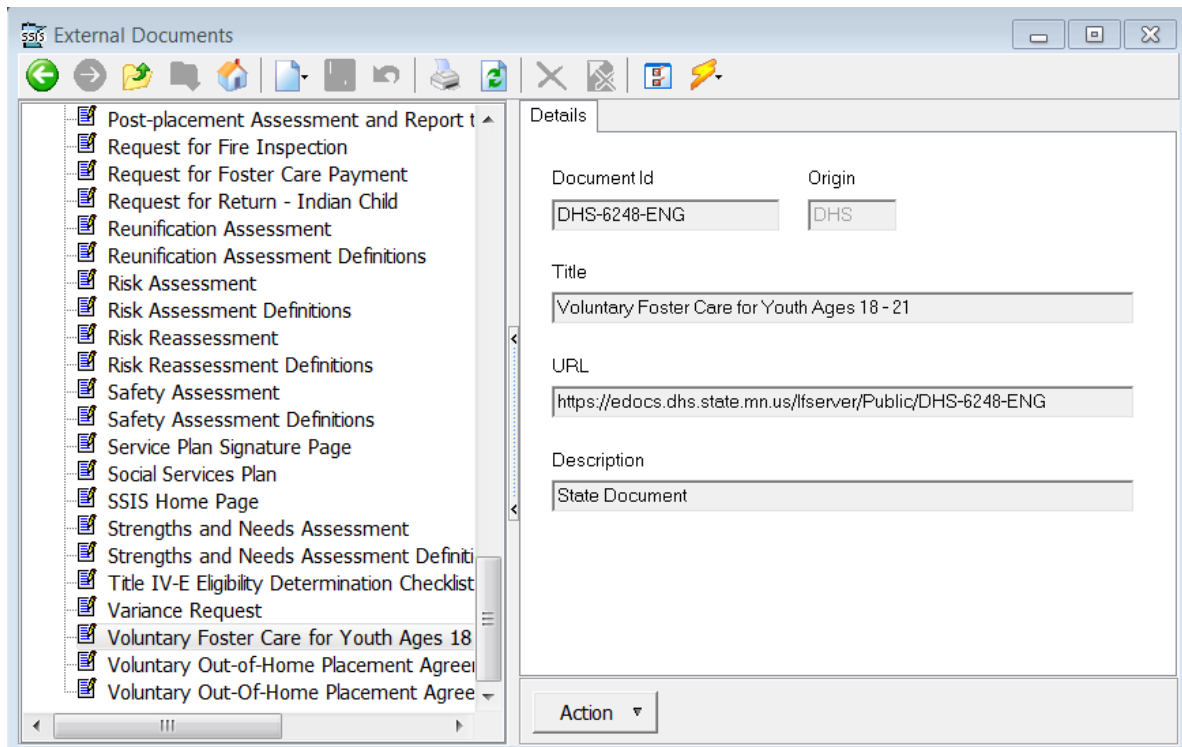 ssis External Documents
Post-placement Assessment and Report t
Request for Fire Inspection
Request for Foster Care Payment
Request for Return - Indian Child
Reunification Assessment
Reunification Assessment Definitions
Risk Assessment
Risk Assessment Definitions
Risk Reassessment
Risk Reassessment Definitions
Safety Assessment
Safety Assessment Definitions
Service Plan Signature Page
Social Services Plan
SSIS Home Page
Strengths and Needs Assessment
Strengths and Needs Assessment Definiti
Title IV-E Eligibility Determination Checklist
Variance Request
Voluntary Foster Care for Youth Ages 18
Voluntary Out-of-Home Placement Agreer
Voluntary Out-Of-Home Placement Agree
Details
Document Id Origin
DHS-6248-ENG DHS
Title
Voluntary Foster Care for Youth Ages 18 - 21
URL
https://edocs.dhs.state.mn.us/lfserver/Public/DHS-6248-ENG
Description
State Document
Action